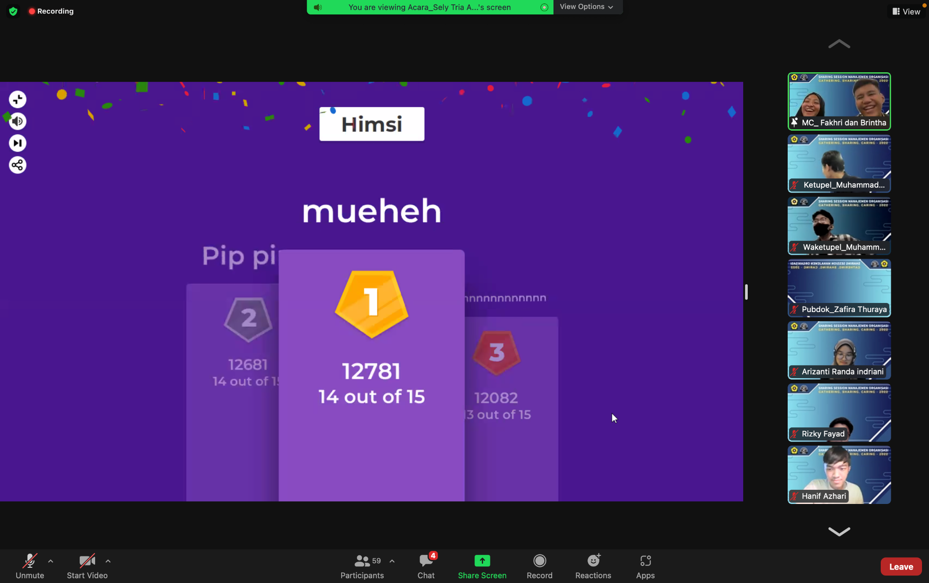 Recording
You are viewing Acara_Sely Tria A...'s screen
View Options
View
Himsi
mueheh
Pip pi
nnnnnnnnnnnn
1
12781
14 out of 15
2
12681
14 out of 1
3
12082
13 out of 15
MC_ Fakhri dan Brintha
Ketupel_Muhammad...
Waketupel_Muhamm...
Pubdok_Zafira Thuraya
Arizanti Randa indriani
Rizky Fayad
Hanif Azhari
Unmute
Start Video
59
Participants
4
Chat
Share Screen
Record
Reactions
Apps
Leave